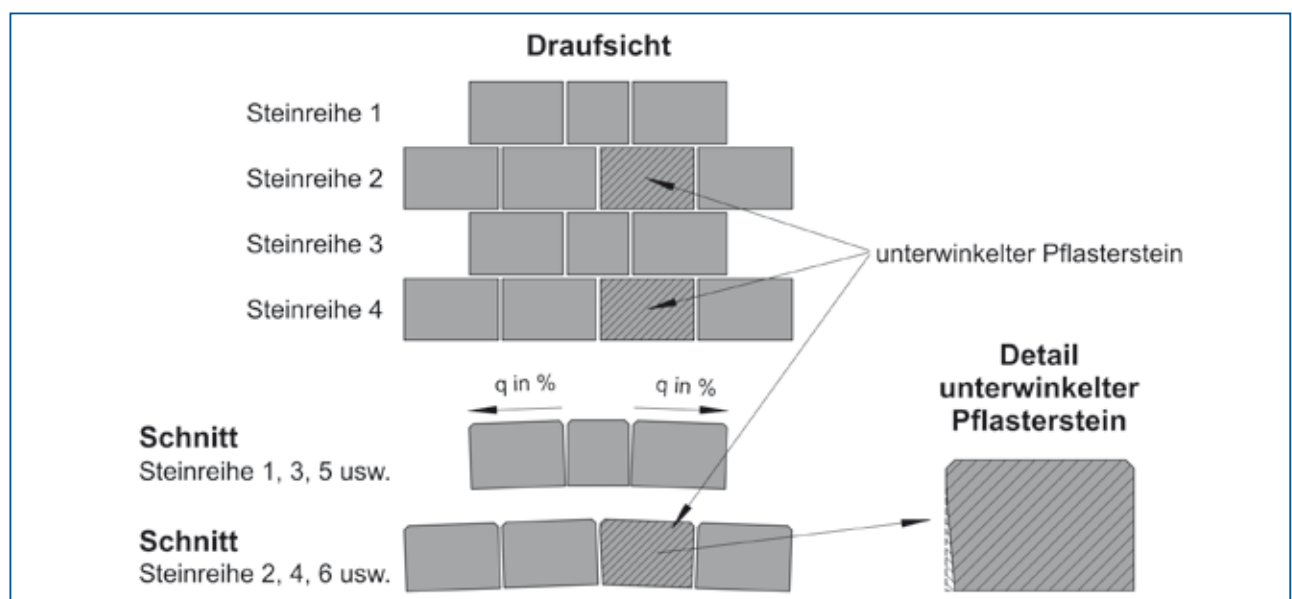 Draufsicht
Steinreihe 1
Steinreihe 2
Steinreihe 3
Steinreihe 4
unterwinkelter Pflasterstein
q in %
q in %
Schnitt
Steinreihe 1, 3, 5 usw.
Schnitt
Steinreihe 2, 4, 6 usw.
Detail
unterwinkelter
Pflasterstein